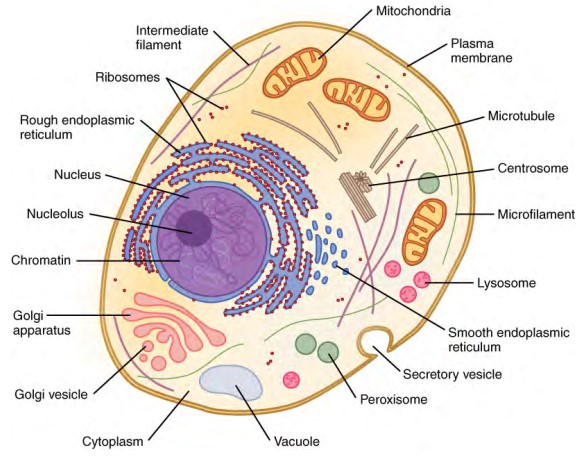 Mitochondria
Intermediate
filament
Plasma
membrane
Ribosomes
Rough endoplasmic
reticulum
Microtubule
Nucleus
Centrosome
Nucleolus
Microfilament
Chromatin
Lysosome
Golgi
apparatus
Smooth endoplasmic
reticulum
Secretory vesicle
Golgi vesicle
Peroxisome
Cytoplasm
Vacuole